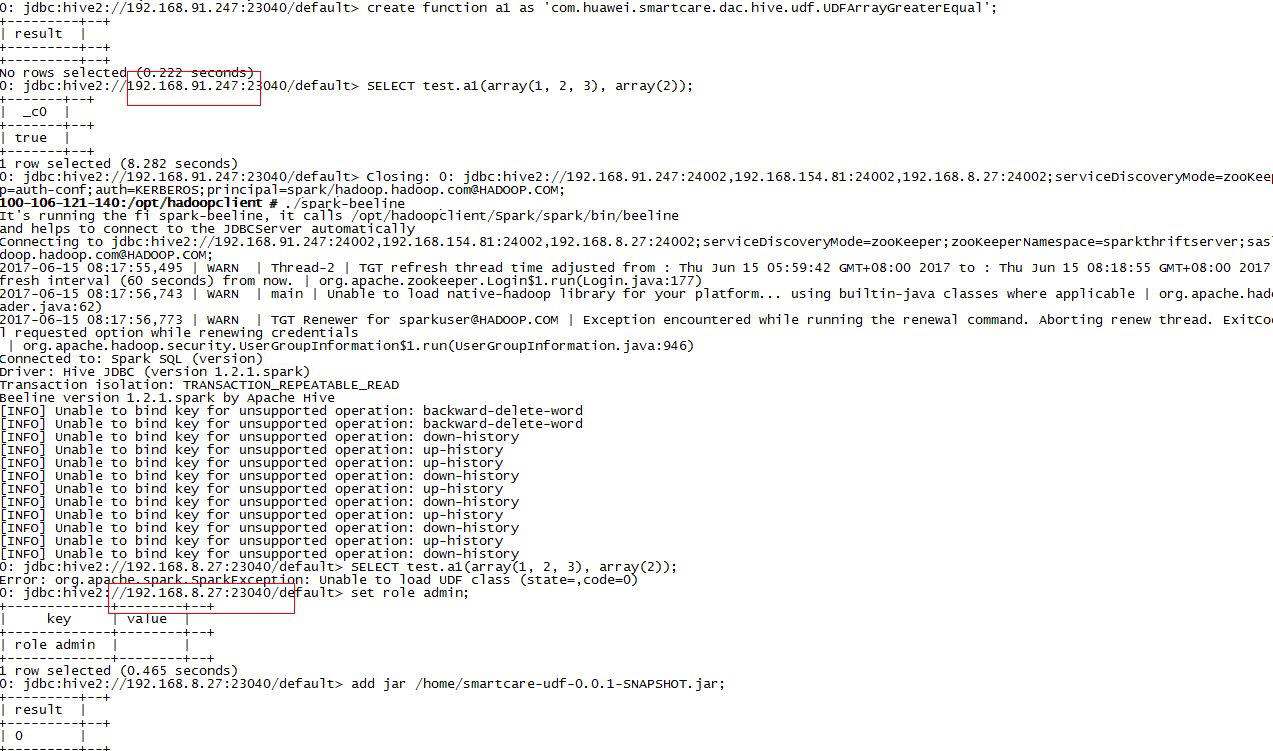 0: jdbc:hive2://192.168.91.247:23040/default> create function a1 as 'com.huawei.smartcare.dac.hive.udf.UDFArrayGreaterEqual';
+---------+--+
| result  |
+---------+--+
+---------+--+
No rows selected (0.222 seconds)
0: jdbc:hive2://192.168.91.247:23040/default> SELECT test.a1(array(1, 2, 3), array(2));
+-------+--+
|  _c0  |
+-------+--+
| true  |
+-------+--+
1 row selected (8.282 seconds)
0: jdbc:hive2://192.168.91.247:23040/default> Closing: 0: jdbc:hive2://192.168.91.247:24002,192.168.154.81:24002,192.168.8.27:24002;serviceDiscoveryMode=zooKeep
p=auth-conf;auth=KERBEROS;principal=spark/hadoop.hadoop.com@HADOOP.COM;
100-106-121-140:/opt/hadoopclient # ./spark-beeline
It's running the fi spark-beeline, it calls /opt/hadoopclient/Spark/spark/bin/beeline
and helps to connect to the JDBCServer automatically
Connecting to jdbc:hive2://192.168.91.247:24002,192.168.154.81:24002,192.168.8.27:24002;serviceDiscoveryMode=zooKeeper;zooKeeperNamespace=sparkthriftserver;sas
doop.com@HADOOP.COM;
2017-06-15 08:17:55,495 | WARN  | Thread-2 | TGT refresh thread time adjusted from : Thu Jun 15 05:59:42 GMT+08:00 2017 to : Thu Jun 15 08:18:55 GMT+08:00 2017
fresh interval (60 seconds) from now. | org.apache.zookeeper.Login$1.run(Login.java:177)
2017-06-15 08:17:56,743 | WARN  | main | Unable to load native-hadoop library for your platform... using builtin-java classes where applicable | org.apache.had
ader.java:62)
2017-06-15 08:17:56,773 | WARN  | TGT Renewer for sparkuser@HADOOP.COM | Exception encountered while running the renewal command. Aborting renew thread. ExitCo
l requested option while renewing credentials
 | org.apache.hadoop.security.UserGroupInformation$1.run(UserGroupInformation.java:946)
Connected to: Spark SQL (version)
Driver: Hive JDBC (version 1.2.1.spark)
Transaction isolation: TRANSACTION_REPEATABLE_READ
Beeline version 1.2.1.spark by Apache Hive
[INFO] Unable to bind key for unsupported operation: backward-delete-word
[INFO] Unable to bind key for unsupported operation: backward-delete-word
[INFO] Unable to bind key for unsupported operation: down-history
[INFO] Unable to bind key for unsupported operation: up-history
[INFO] Unable to bind key for unsupported operation: up-history
[INFO] Unable to bind key for unsupported operation: down-history
[INFO] Unable to bind key for unsupported operation: up-history
[INFO] Unable to bind key for unsupported operation: down-history
[INFO] Unable to bind key for unsupported operation: up-history
[INFO] Unable to bind key for unsupported operation: down-history
[INFO] Unable to bind key for unsupported operation: up-history
[INFO] Unable to bind key for unsupported operation: down-history
0: jdbc:hive2://192.168.8.27:23040/default> SELECT test.a1(array(1, 2, 3), array(2));
Error: org.apache.spark.SparkException: Unable to load UDF class (state=,code=0)
0: jdbc:hive2://192.168.8.27:23040/default> set role admin;
+-------------+--------+--+
|     key     | value  |
+-------------+--------+--+
| role admin  |        |
+-------------+--------+--+
1 row selected (0.465 seconds)
0: jdbc:hive2://192.168.8.27:23040/default> add jar /home/smartcare-udf-0.0.1-SNAPSHOT.jar;
+---------+--+
| result  |
+---------+--+
| 0       |
+---------+--+